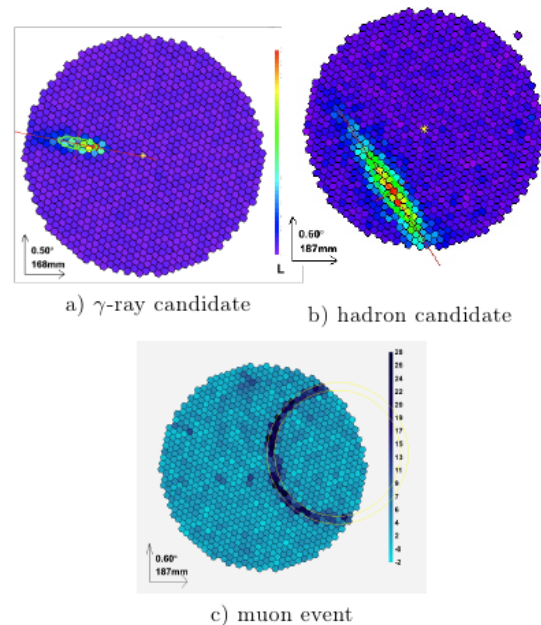 0.50°
168mm
L
a) γ-ray candidate
0.60°
187mm
b) hadron candidate
28
26
24
22
20
19
17
15
13
11
9
7
6
4
2
-0
-2
0.60°
187mm
c) muon event